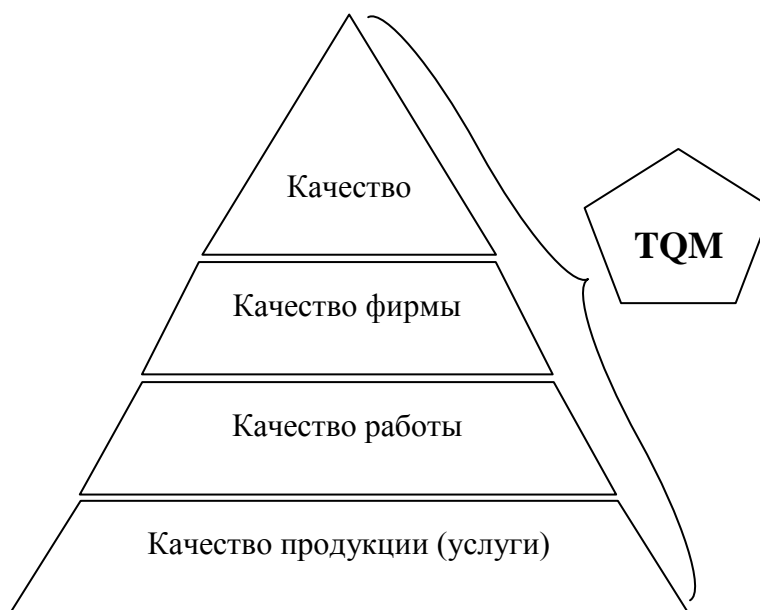 Качество
TQM
Качество фирмы
Качество работы
Качество продукции (услуги)